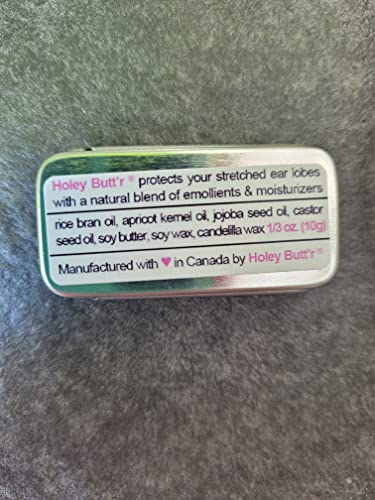 Holey Butt'r ® protects your stretched ear lobes
with a natural blend of emollients & moisturizers
rice bran oil, apricot kernel oil, jojoba seed oil, castor
seed oil, soy butter, soy wax, candelilla wax 1/3 oz. (10g)
Manufactured with ♥ in Canada by Holey Butt'r ®